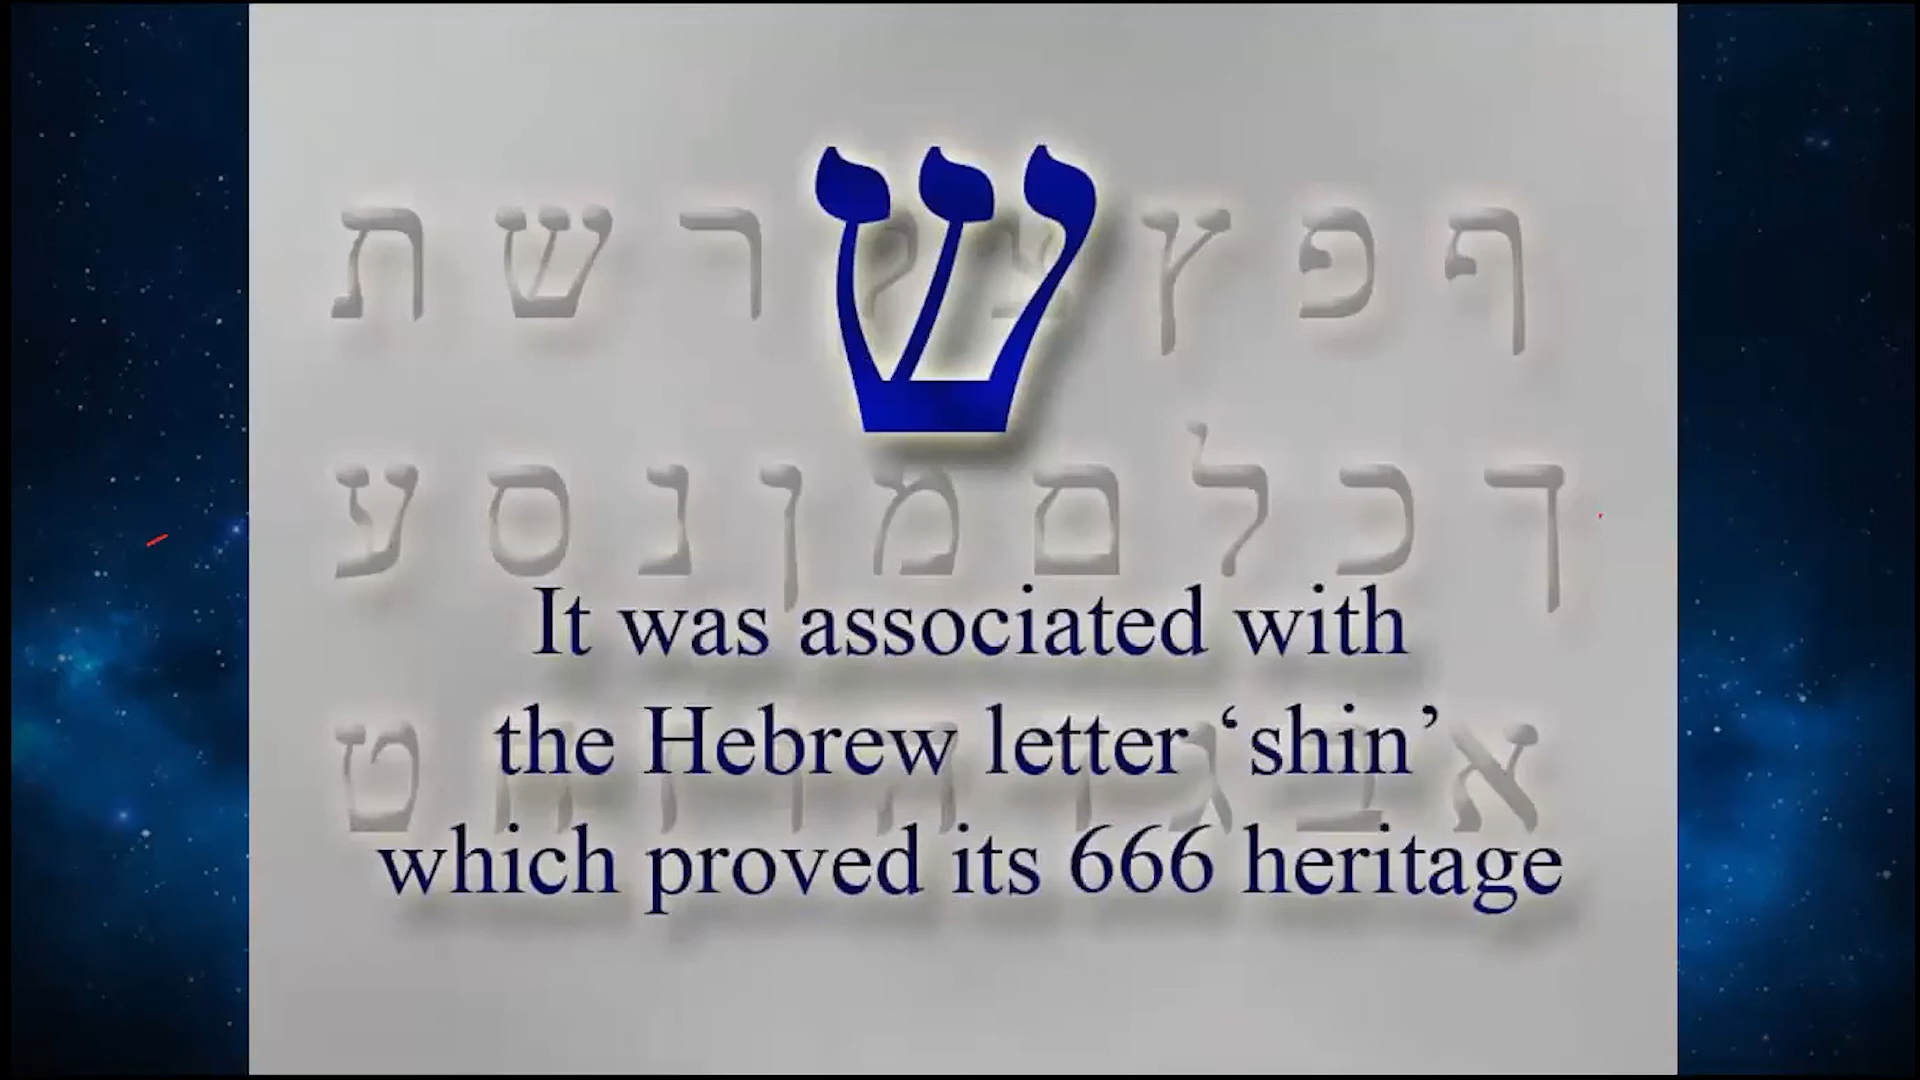 ש
ף פ ץ צ ק ר ש ת
ך כ ל ם מ ן נ ס ע
It was associated with
the Hebrew letter ‘shin’
א ב ג ד ה ו ז ח ט
which proved its 666 heritage